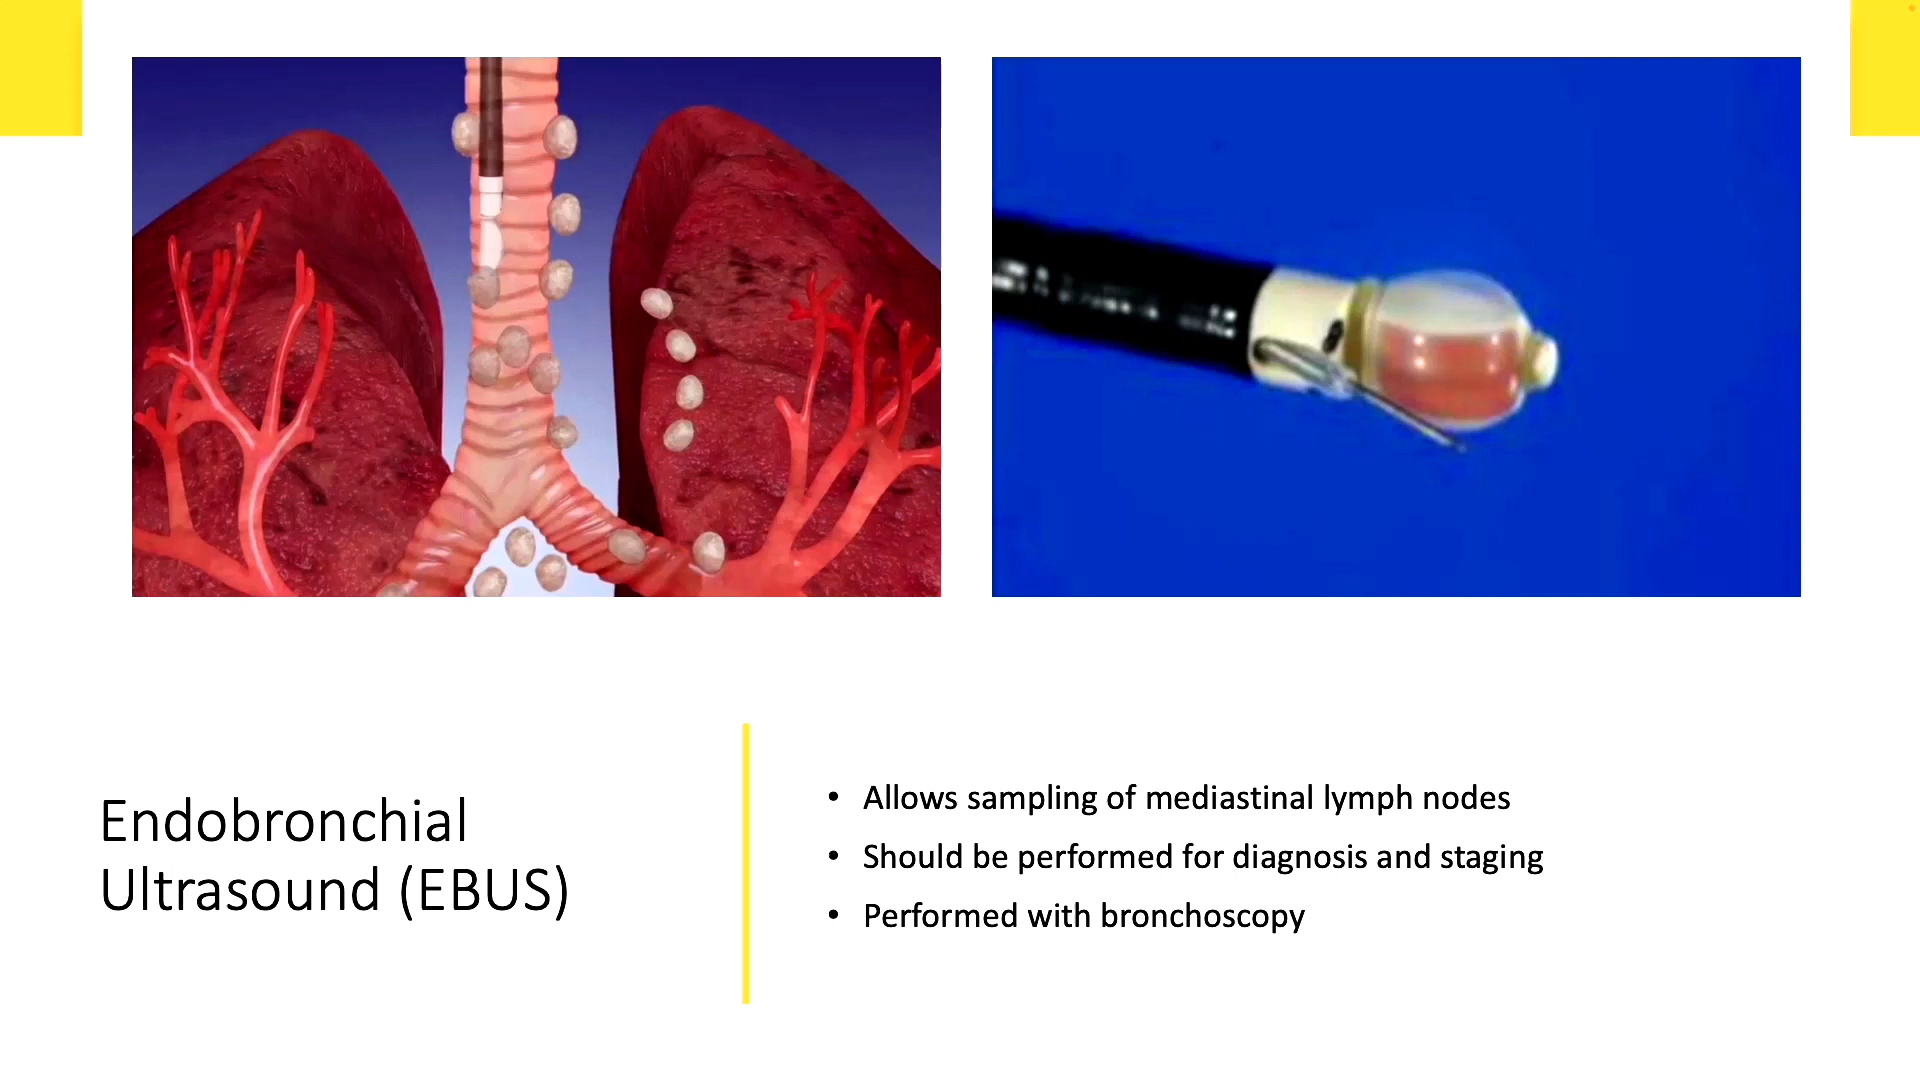 Endobronchial
Ultrasound (EBUS)
• Allows sampling of mediastinal lymph nodes
• Should be performed for diagnosis and staging
• Performed with bronchoscopy